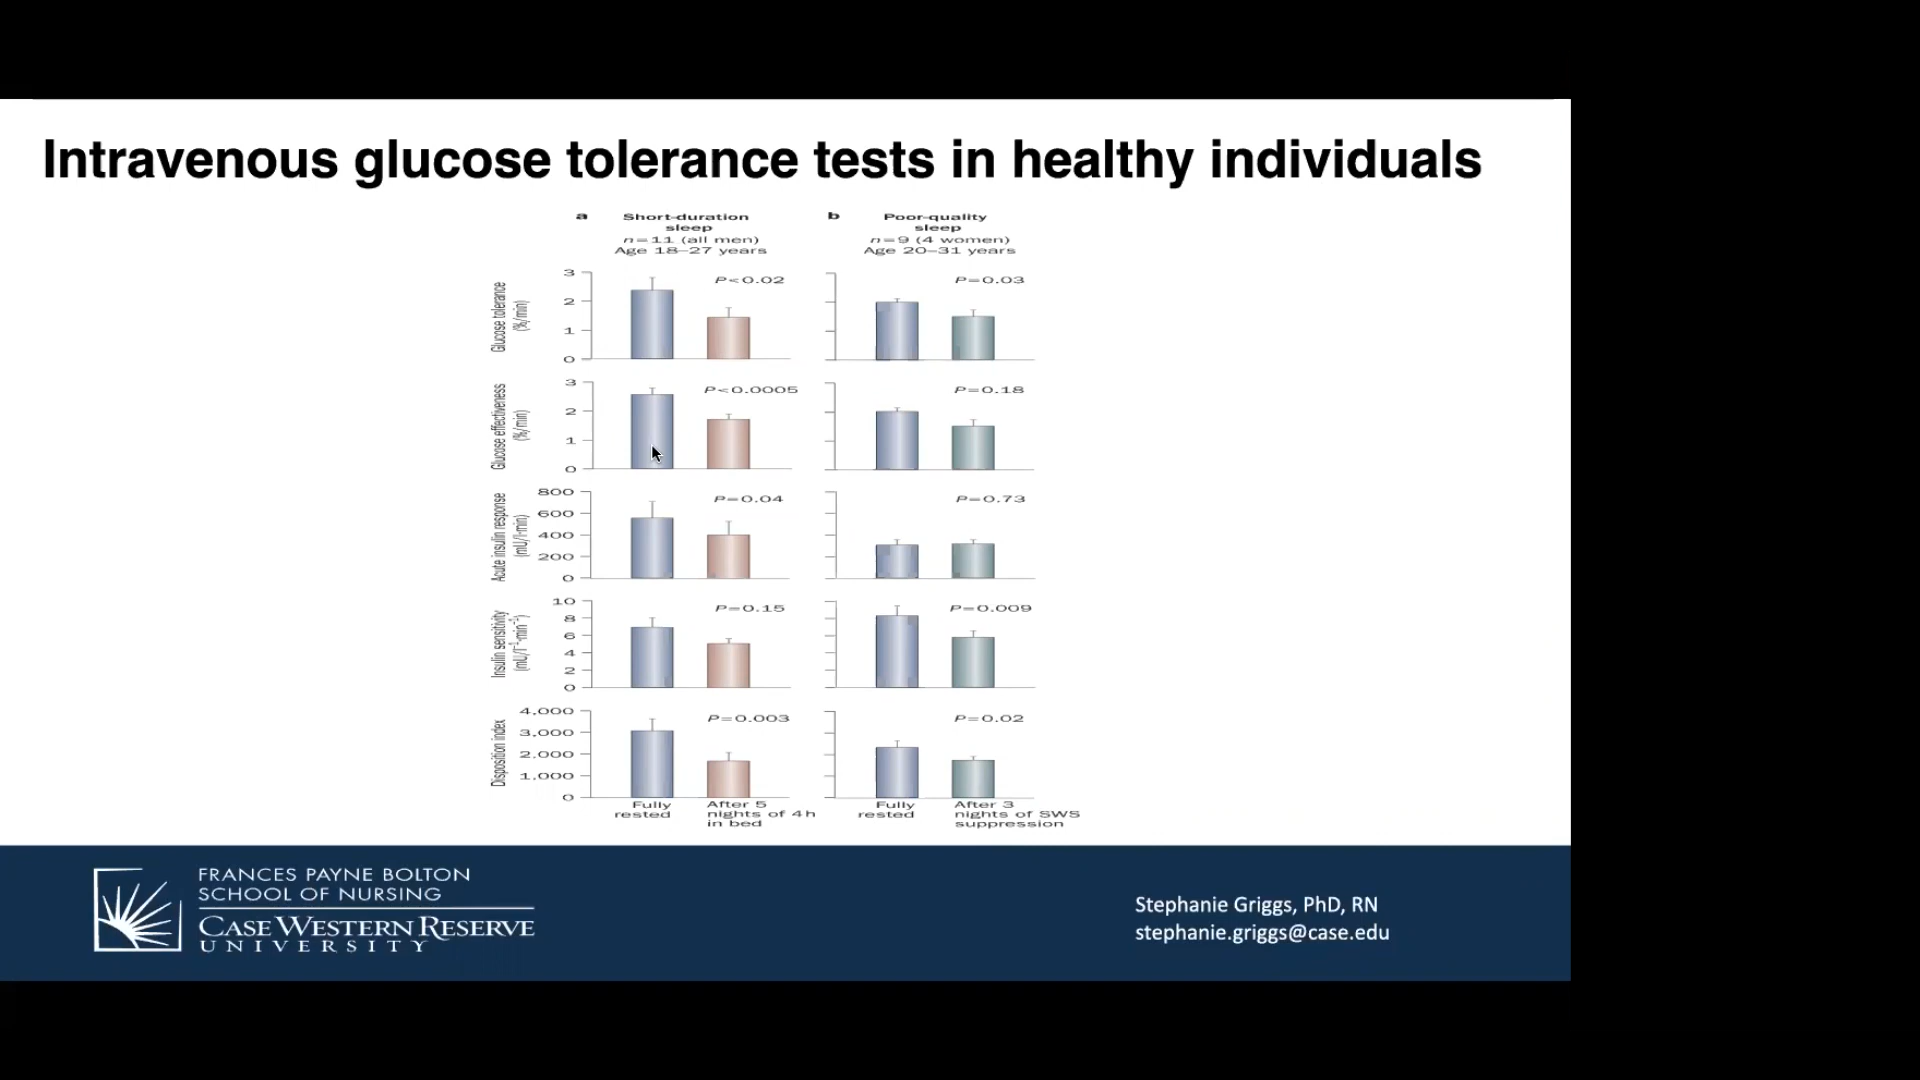 Intravenous glucose tolerance tests in healthy individuals
a
Short-duration
sleep
n=11 (all men)
Age 18–27 years
b
Poor-quality
sleep
n=9 (4 women)
Age 20–31 years
Glucose tolerance
(%/min)
3
2
1
0
P<0.02
P=0.03
Glucose effectiveness
(%/min)
3
2
1
0
P<0.0005
P=0.18
Acute insulin response
(mU/l·min)
800
600
400
200
0
P=0.04
P=0.73
Insulin sensitivity
(mU/l⁻¹·min⁻¹)
10
8
6
4
2
0
P=0.15
P=0.009
Disposition index
4,000
3,000
2,000
1,000
0
P=0.003
P=0.02
Fully
rested
After 5
nights of 4h
in bed
Fully
rested
After 3
nights of SWS
suppression
FRANCES PAYNE BOLTON
SCHOOL OF NURSING
CASE WESTERN RESERVE
UNIVERSITY
Stephanie Griggs, PhD, RN
stephanie.griggs@case.edu